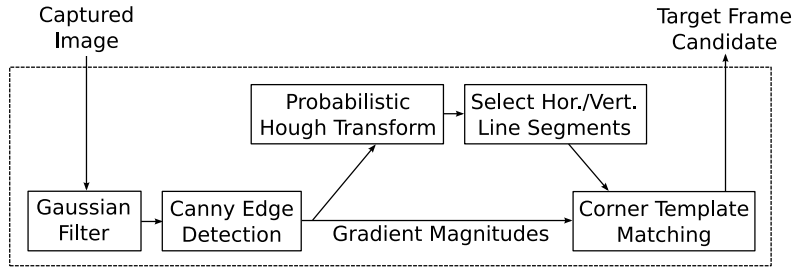 Captured
Image
Target Frame
Candidate
Probabilistic
Hough Transform
Select Hor./Vert.
Line Segments
Gaussian
Filter
Canny Edge
Detection
Gradient Magnitudes
Corner Template
Matching